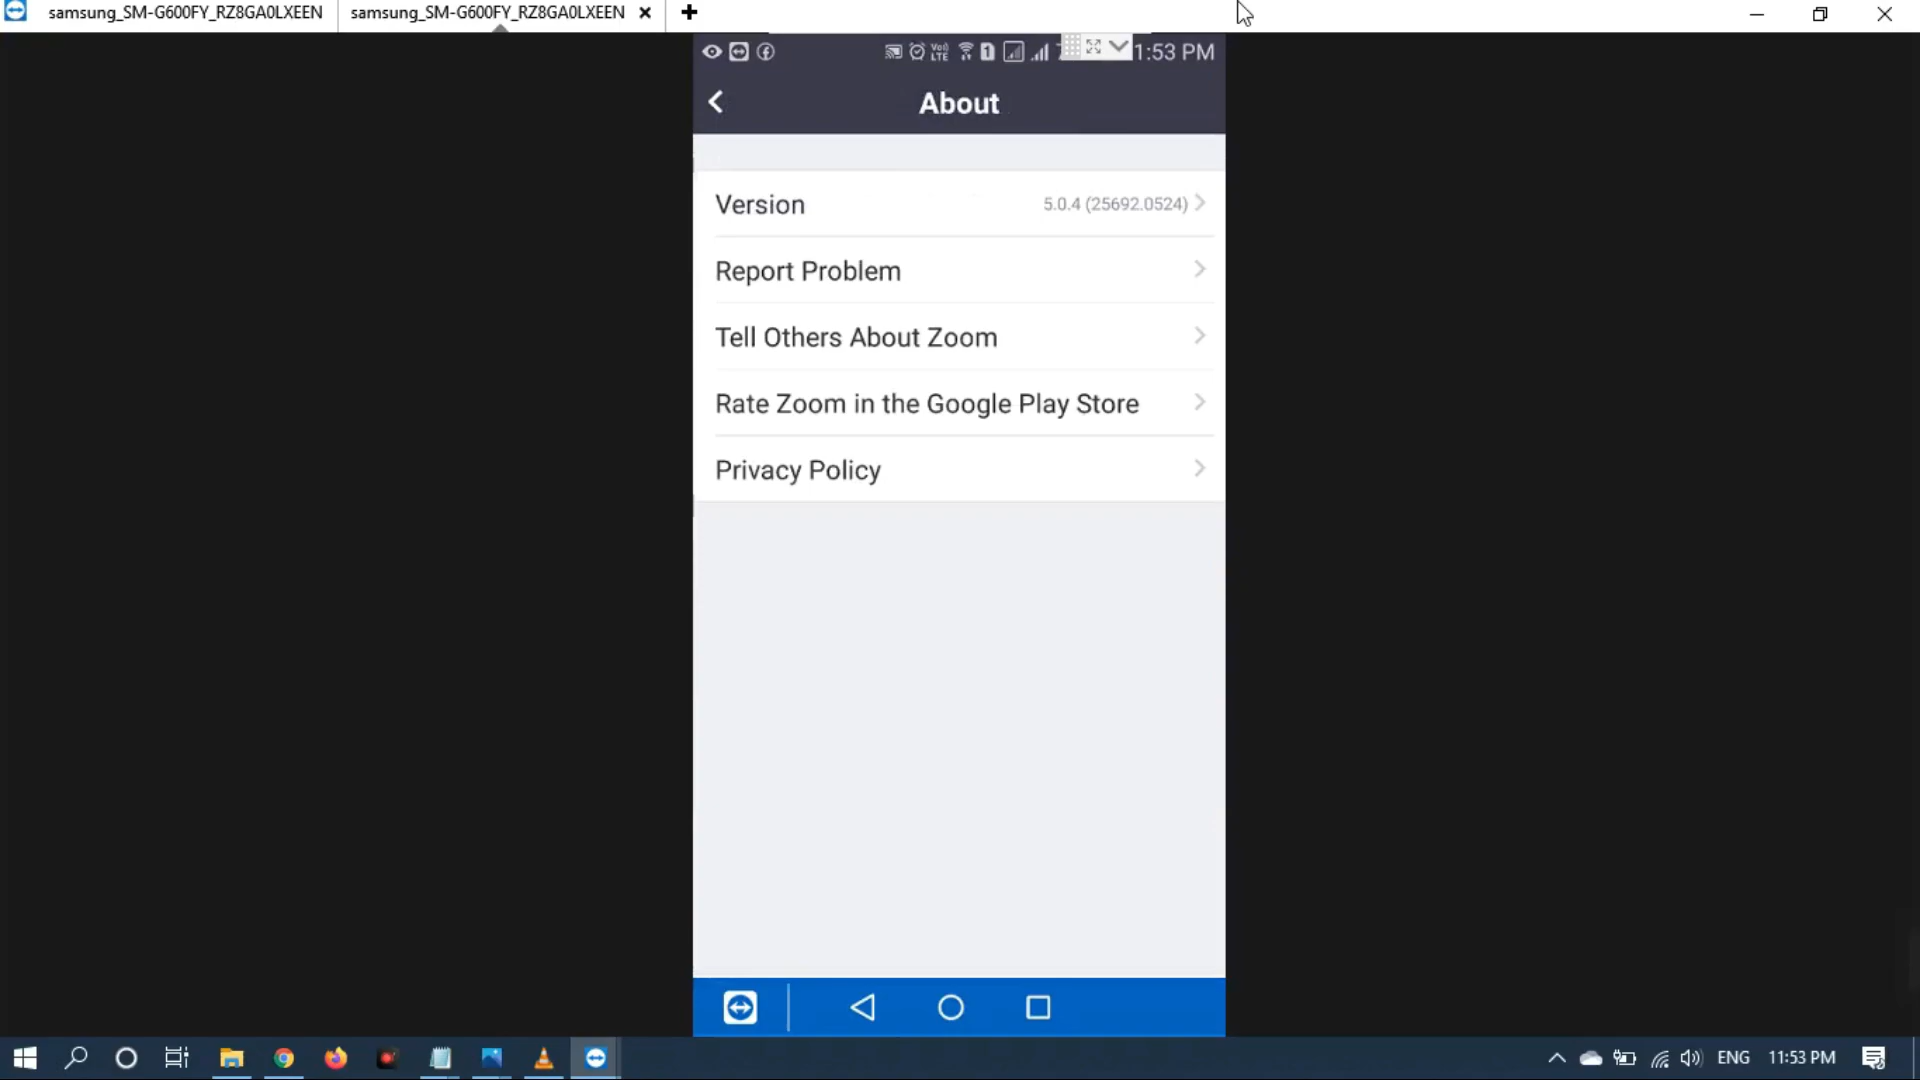 samsung_SM-G600FY_RZ8GA0LXEEN samsung_SM-G600FY_RZ8GA0LXEEN
1:53 PM
About
Version 5.0.4 (25692.0524)
Report Problem
Tell Others About Zoom
Rate Zoom in the Google Play Store
Privacy Policy
ENG 11:53 PM